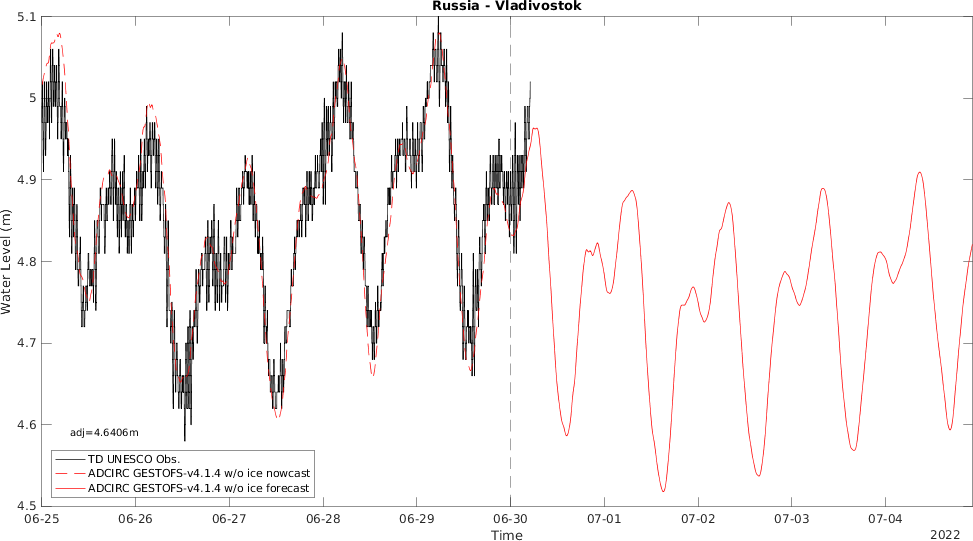 Russia - Vladivostok
5.1
5
4.9
4.8
4.7
4.6
4.5
Water Level (m)
adj=4.6406m
TD UNESCO Obs.
ADCIRC GESTOFS-v4.1.4 w/o ice nowcast
ADCIRC GESTOFS-v4.1.4 w/o ice forecast
06-25 06-26 06-27 06-28 06-29 06-30 07-01 07-02 07-03 07-04
Time
2022